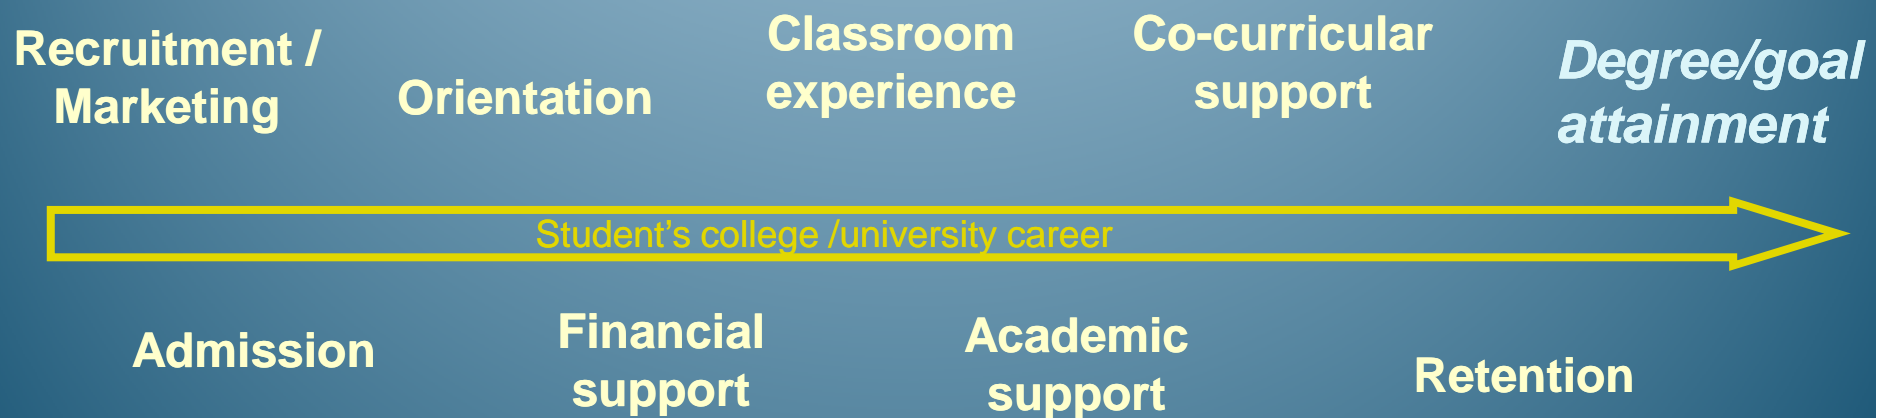 Recruitment /
Marketing
Orientation
Classroom
experience
Co-curricular
support
Degree/goal
attainment
Student's college /university career
Admission
Financial
support
Academic
support
Retention